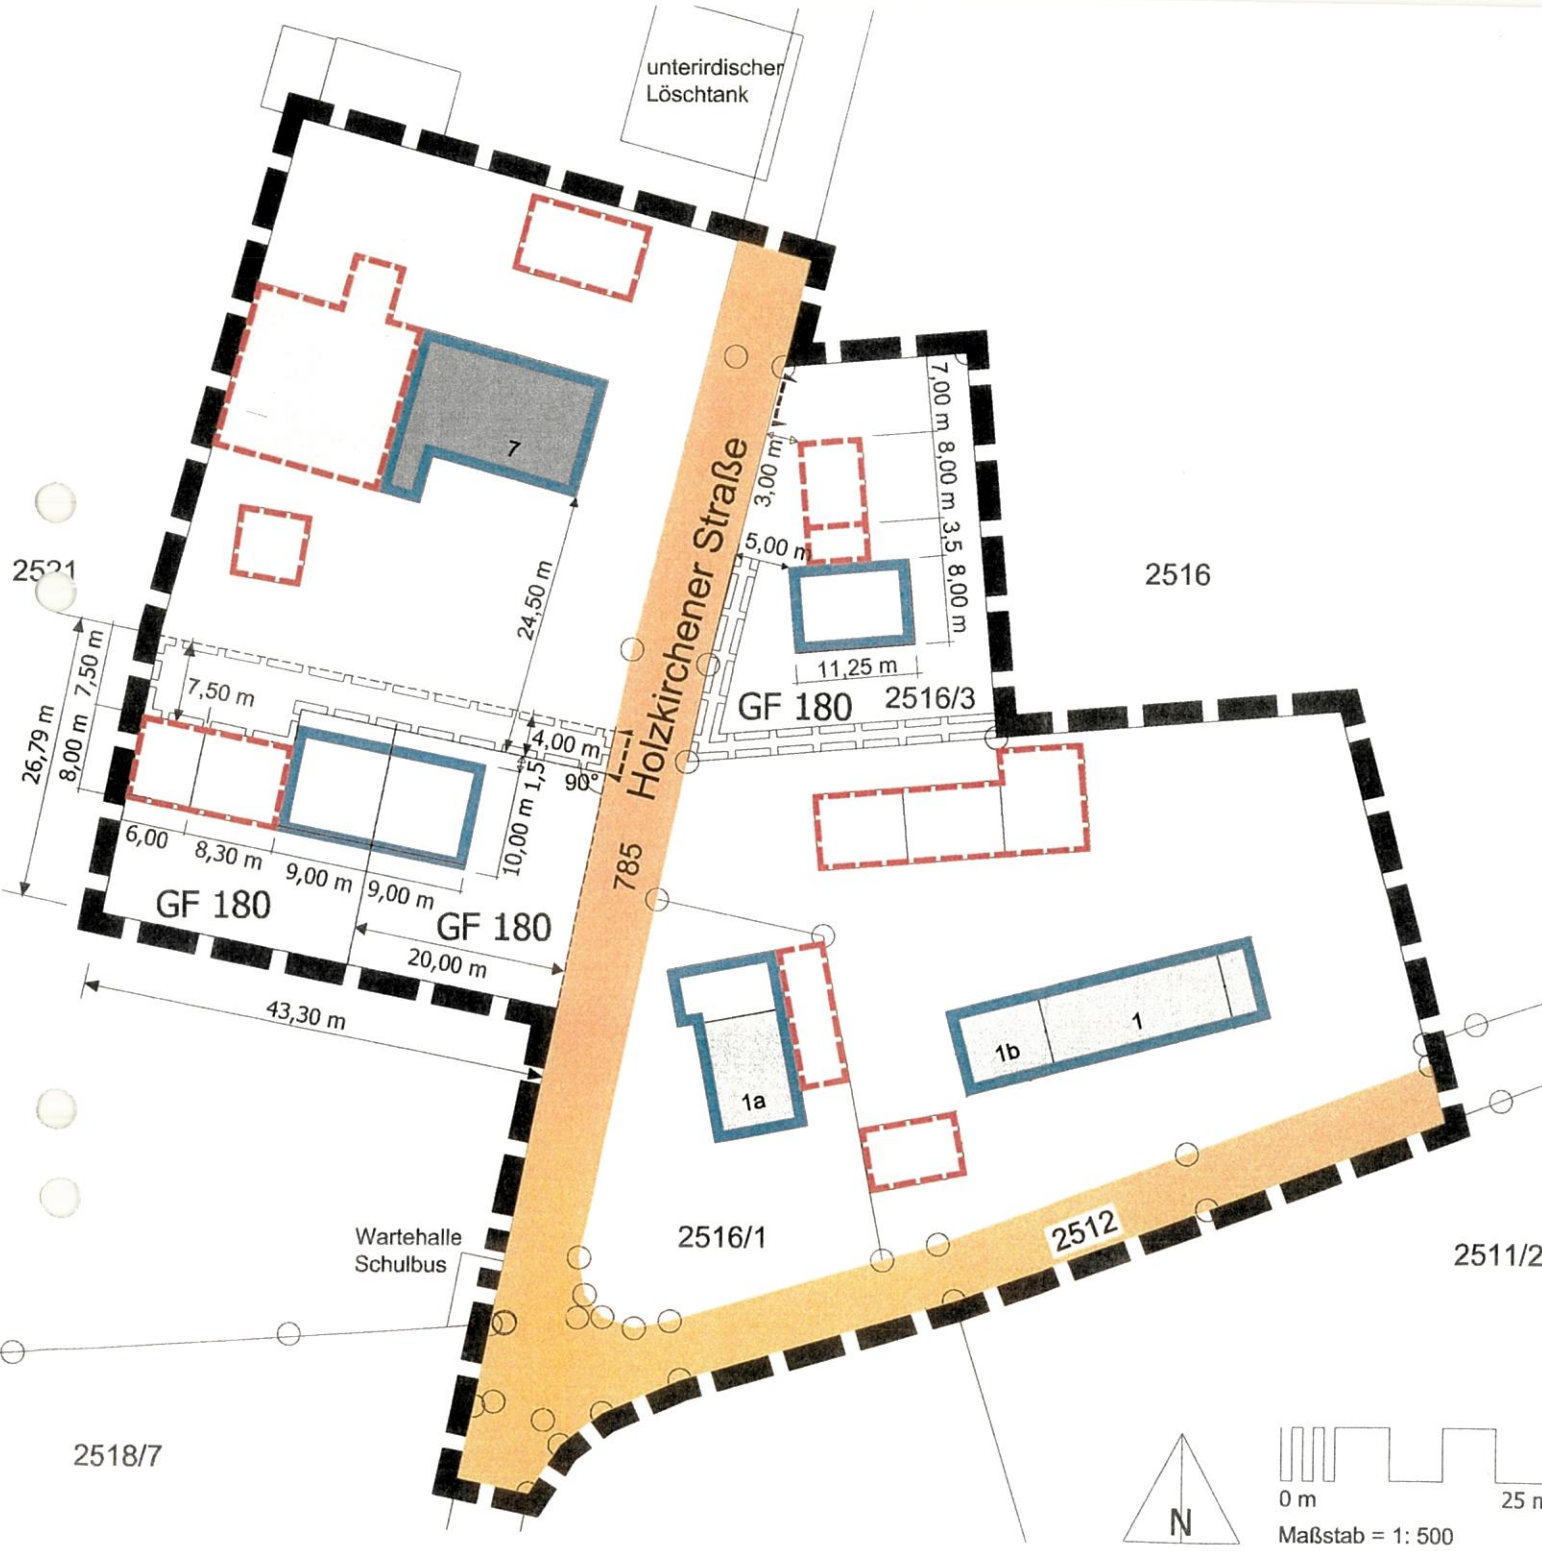 unterirdischer
Löschtank
7
7,00 m
8,00 m
3,5
8,00 m
3,00 m
5,00 m
Holzkirchener Straße
785
2521
2516
24,50 m
11,25 m
GF 180
2516/3
7,50 m
7,50 m
8,00 m
26,79 m
4,00 m
1,5
90°
10,00 m
6,00
8,30 m
9,00 m
9,00 m
GF 180
GF 180
20,00 m
43,30 m
1a
1b
1
Wartehalle
Schulbus
2516/1
2512
2511/2
2518/7
N
0 m
25 m
Maßstab = 1: 500